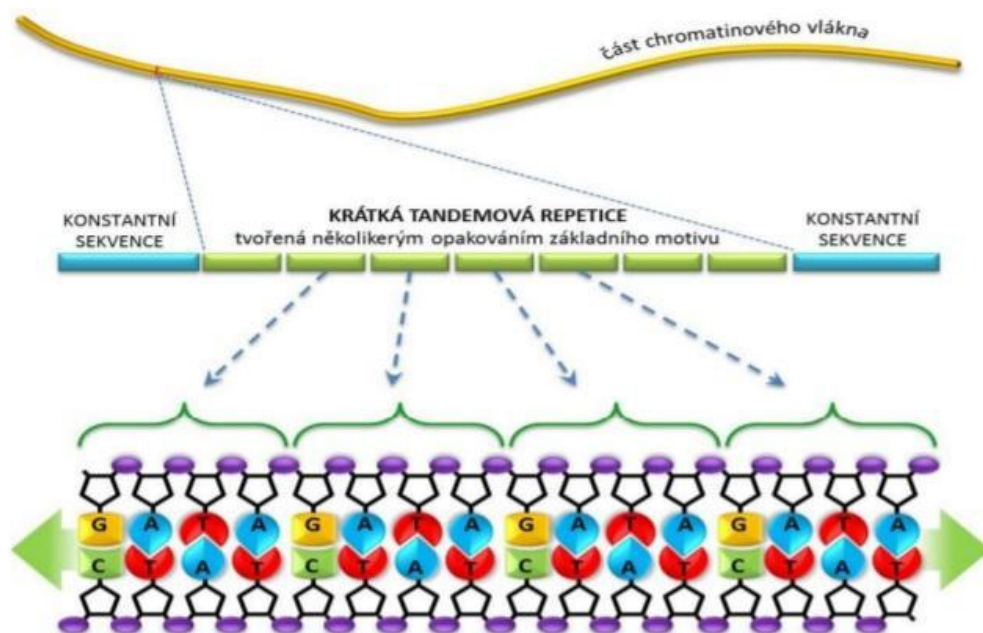 část chromatinového vlákna
KONSTANTNÍ
SEKVENCE
KRÁTKÁ TANDEMOVÁ REPETICE
tvořená několikerým opakováním základního motivu
KONSTANTNÍ
SEKVENCE
G A T A G A T A G A T A G A T A
C T A T C T A T C T A T C T A T